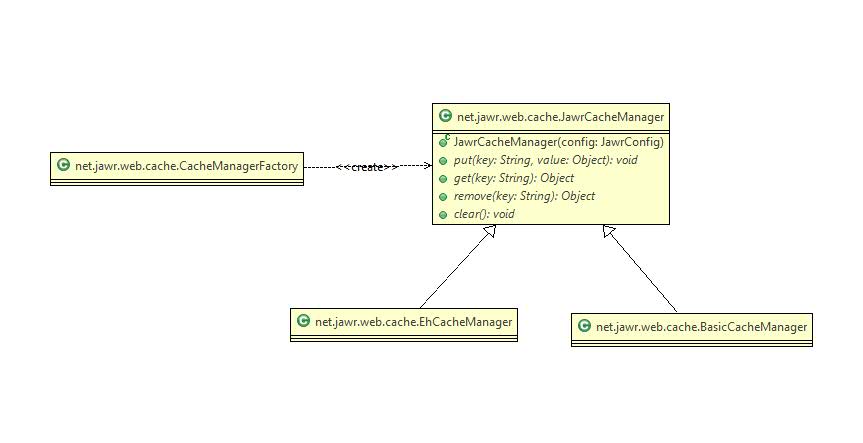 C net.jawr.web.cache.JawrCacheManager
c JawrCacheManager(config: JawrConfig)
put(key: String, value: Object): void
get(key: String): Object
remove(key: String): Object
clear(): void
C net.jawr.web.cache.CacheManagerFactory
<<create>>
C net.jawr.web.cache.EhCacheManager
C net.jawr.web.cache.BasicCacheManager